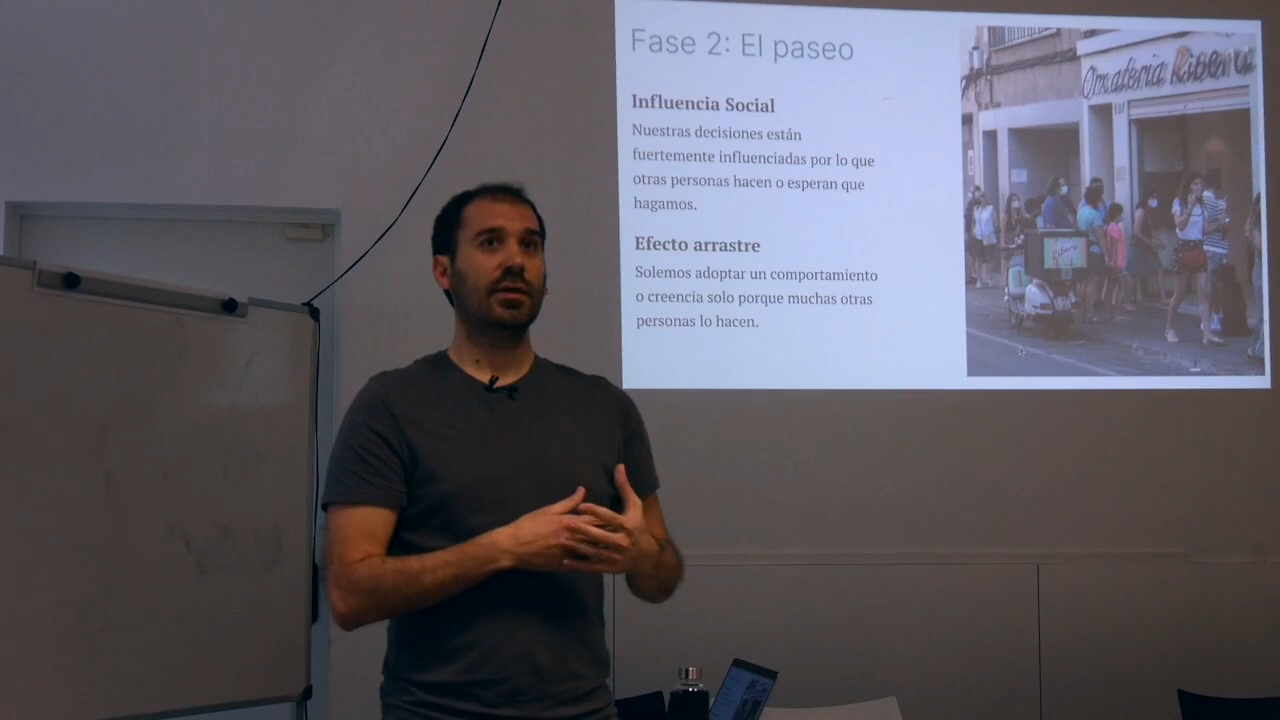 Fase 2: El paseo
Influencia Social
Nuestras decisiones están
fuertemente influenciadas por lo que
otras personas hacen o esperan que
hagamos.
Efecto arrastre
Solemos adoptar un comportamiento
o creencia solo porque muchas otras
personas lo hacen.
Orxateria Ribera